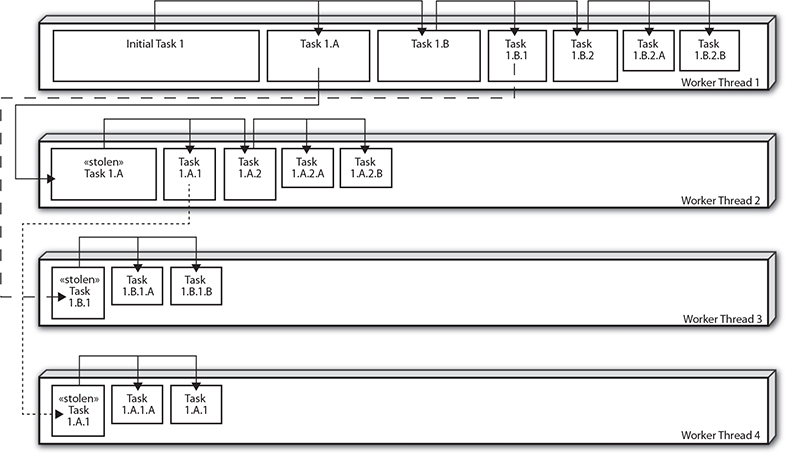 Initial Task 1
Task 1.A
Task 1.B
Task
1.B.1
Task
1.B.2
Task
1.B.2.A
Task
1.B.2.B
Worker Thread 1
«stolen»
Task 1.A
Task
1.A.1
Task
1.A.2
Task
1.A.2.A
Task
1.A.2.B
Worker Thread 2
«stolen»
Task
1.B.1
Task
1.B.1.A
Task
1.B.1.B
Worker Thread 3
«stolen»
Task
1.A.1
Task
1.A.1.A
Task
1.A.1
Worker Thread 4